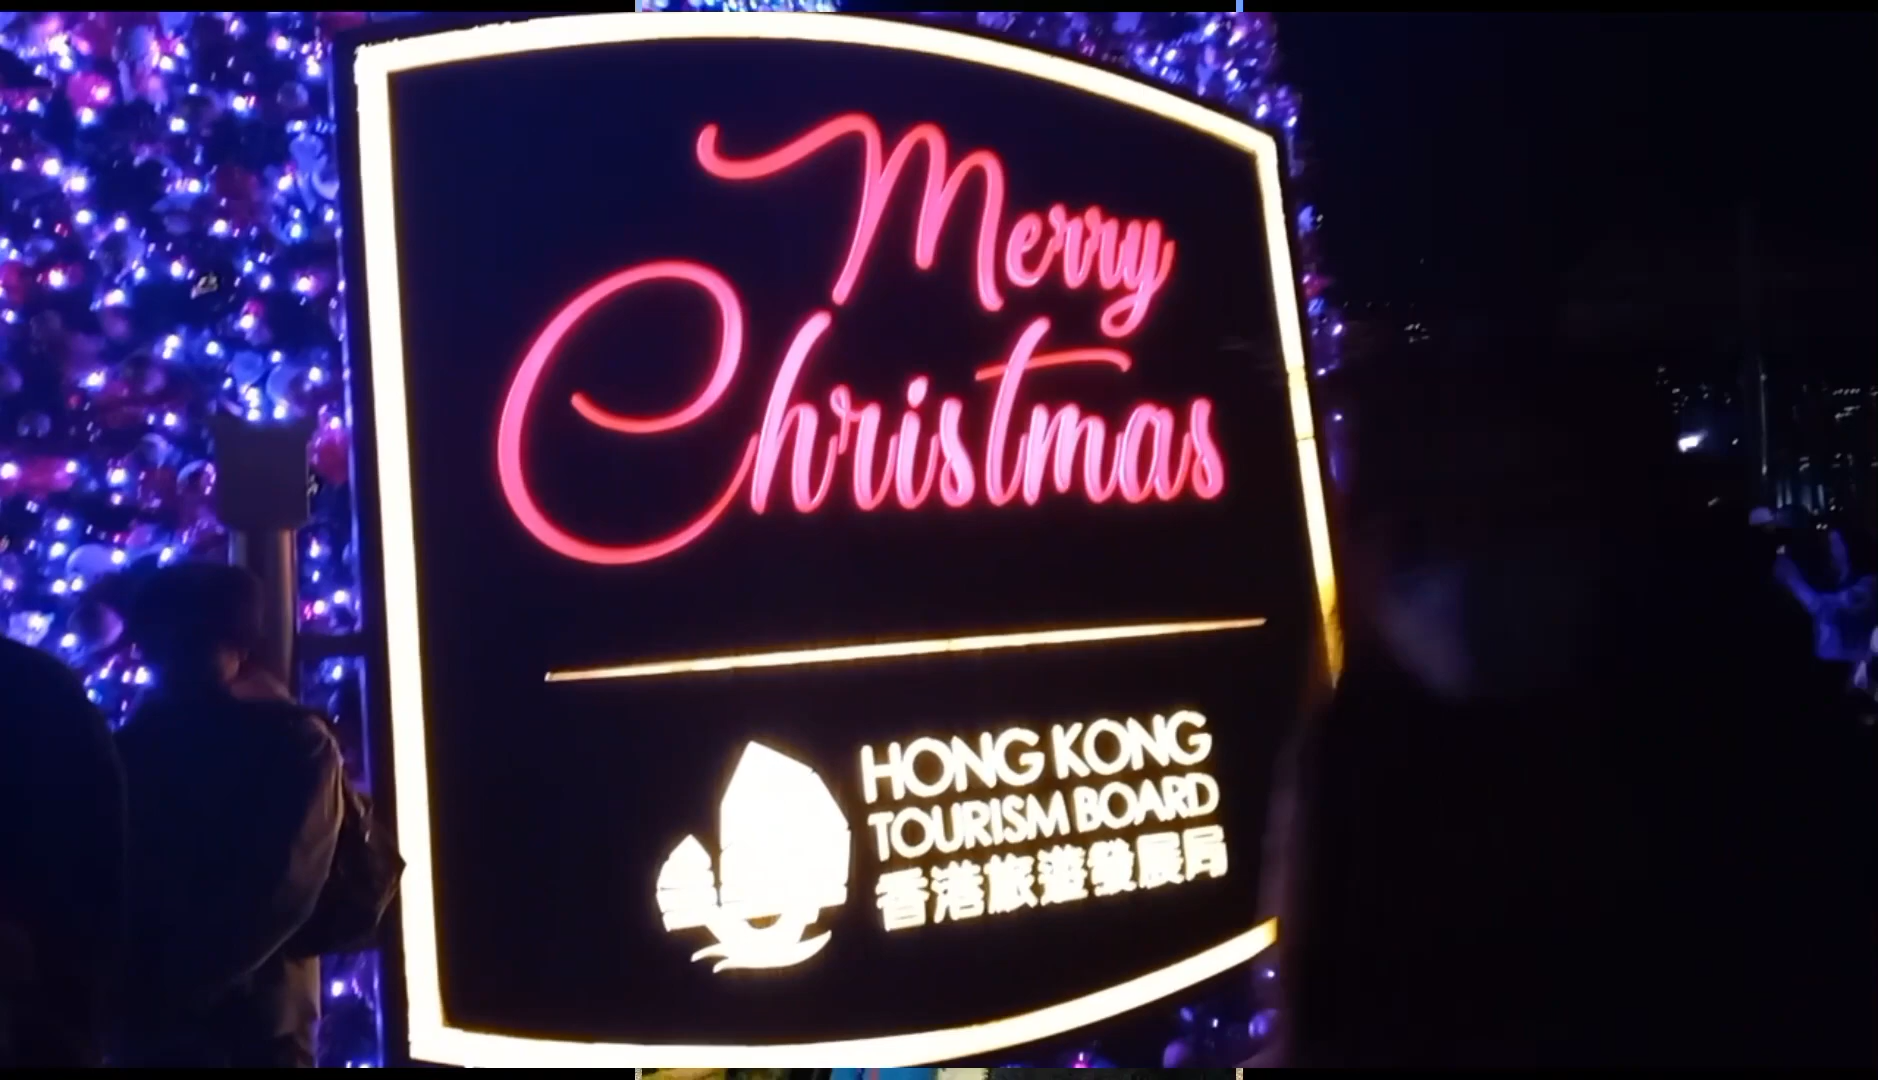 Merry
Christmas
HONG KONG
TOURISM BOARD
香港旅遊發展局